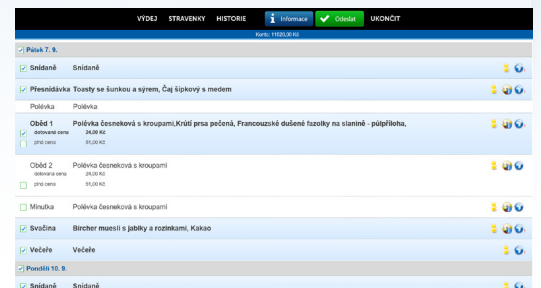 VÝDEJ STRAVENKY HISTORIE Informace Odeslat UKONČIT
Konto: 11020,00 Kč
Pátek 7. 9.
Snídaně Snídaně
Přesnídávka Toasty se šunkou a sýrem, Čaj šípkový s medem
Polévka Polévka
Oběd 1 Polévka česneková s kroupami,Krůtí prsa pečená, Francouzské dušené fazolky na slanině - půlpříloha,
dotovaná cena 24,00 Kč
plná cena 91,00 Kč
Oběd 2 Polévka česneková s kroupami
dotovaná cena 24,00 Kč
plná cena 91,00 Kč
Minutka Polévka česneková s kroupami
Svačina Bircher muesli s jablky a rozinkami, Kakao
Večeře Večeře
Pondělí 10. 9.
Snídaně Snídaně